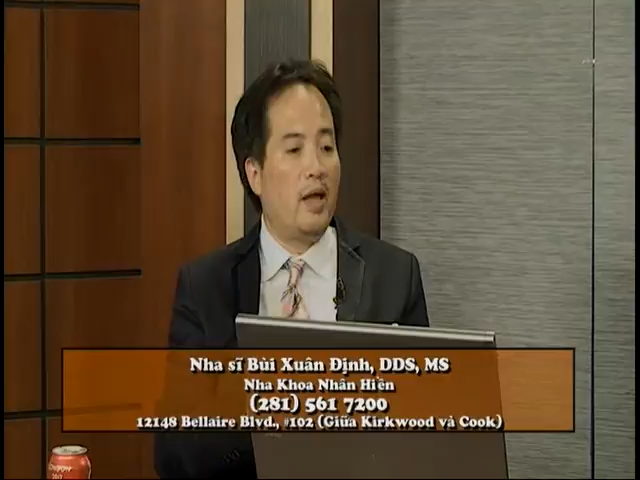 Nha sĩ Bùi Xuân Định, DDS, MS
Nha Khoa Nhân Hiền
(281) 561 7200
12148 Bellaire Blvd., #102 (Giữa Kirkwood và Cook)